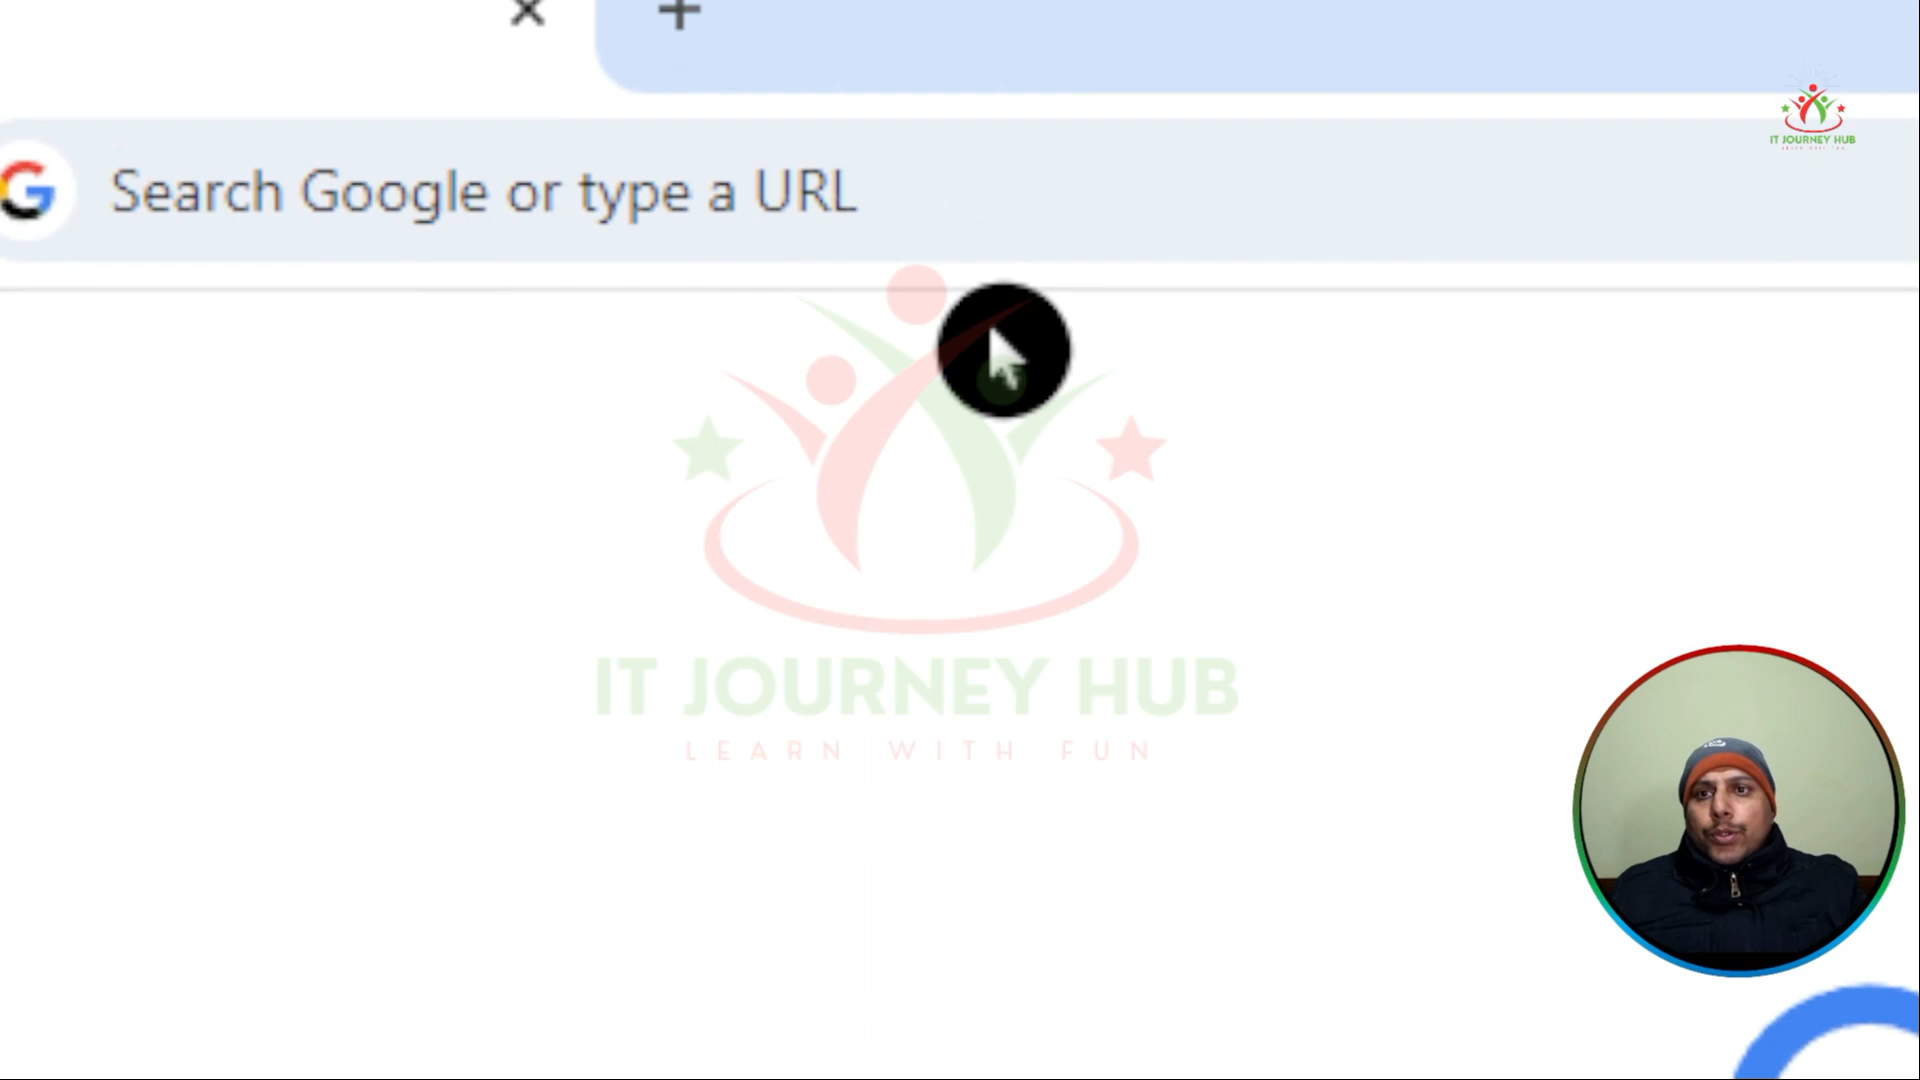 Search Google or type a URL
IT JOURNEY HUB
IT JOURNEY HUB
LEARN WITH FUN